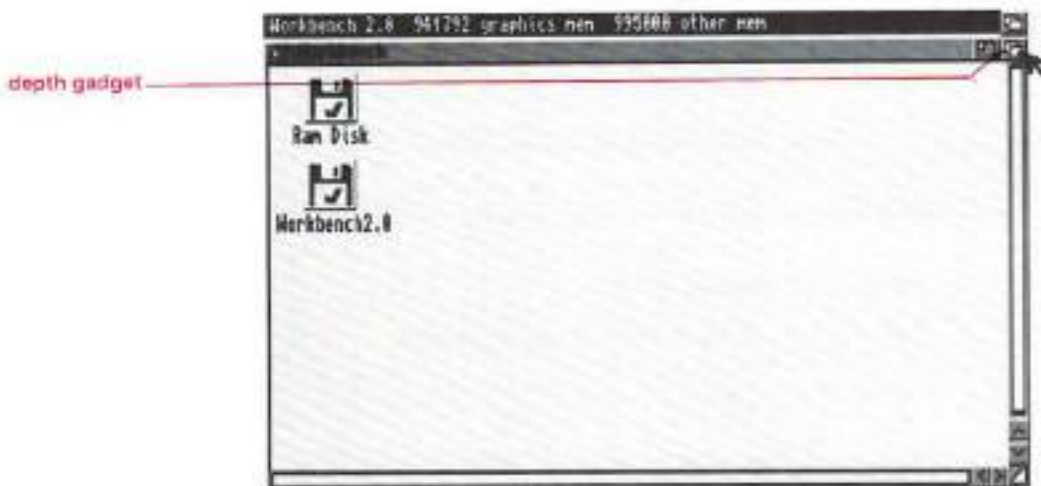 Workbench 2.0 941792 graphics mem 995000 other mem
depth gadget
Ram Disk
Workbench2.0